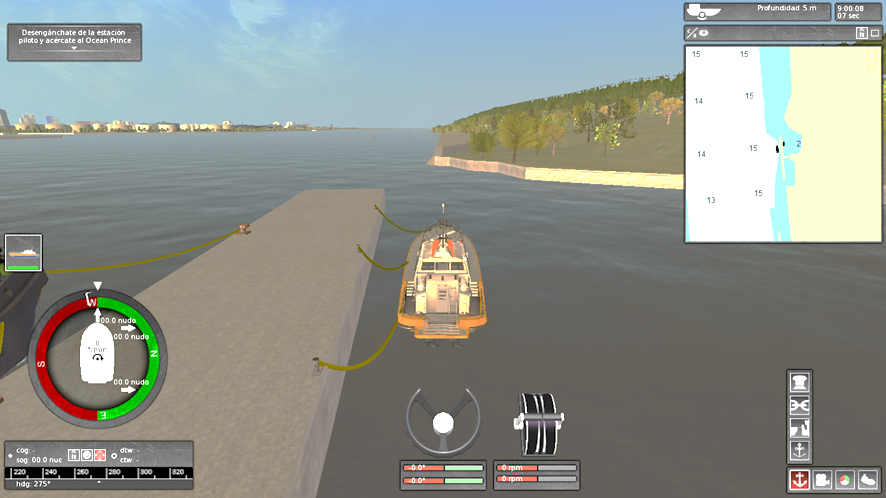 Desengánchate de la estación
piloto y acércate al Ocean Prince
Profundidad 5 m
9:00.08
07 sec
15
15
15
14
14
15
2
15
13
W
N
S
E
00.0 nudo
00.0 nudo
0
°/min
00.0 nudo
cog: -
sog: 00.0 nuc
dtw: -
ctw: -
220
240
260
280
300
320
hdg: 275°
-0.0°
-0.0°
0 rpm
0 rpm